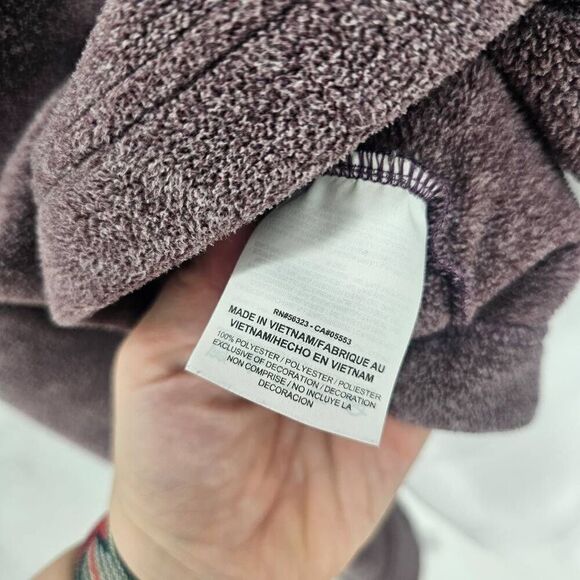 RN#56323 - CA#05553
MADE IN VIETNAM/FABRIQUE AU
VIETNAM/HECHO EN VIETNAM
100% POLYESTER / POLYESTER / POLIESTER
EXCLUSIVE OF DECORATION / DECORATION
NON COMPRISE / NO INCLUYE LA
DECORACION